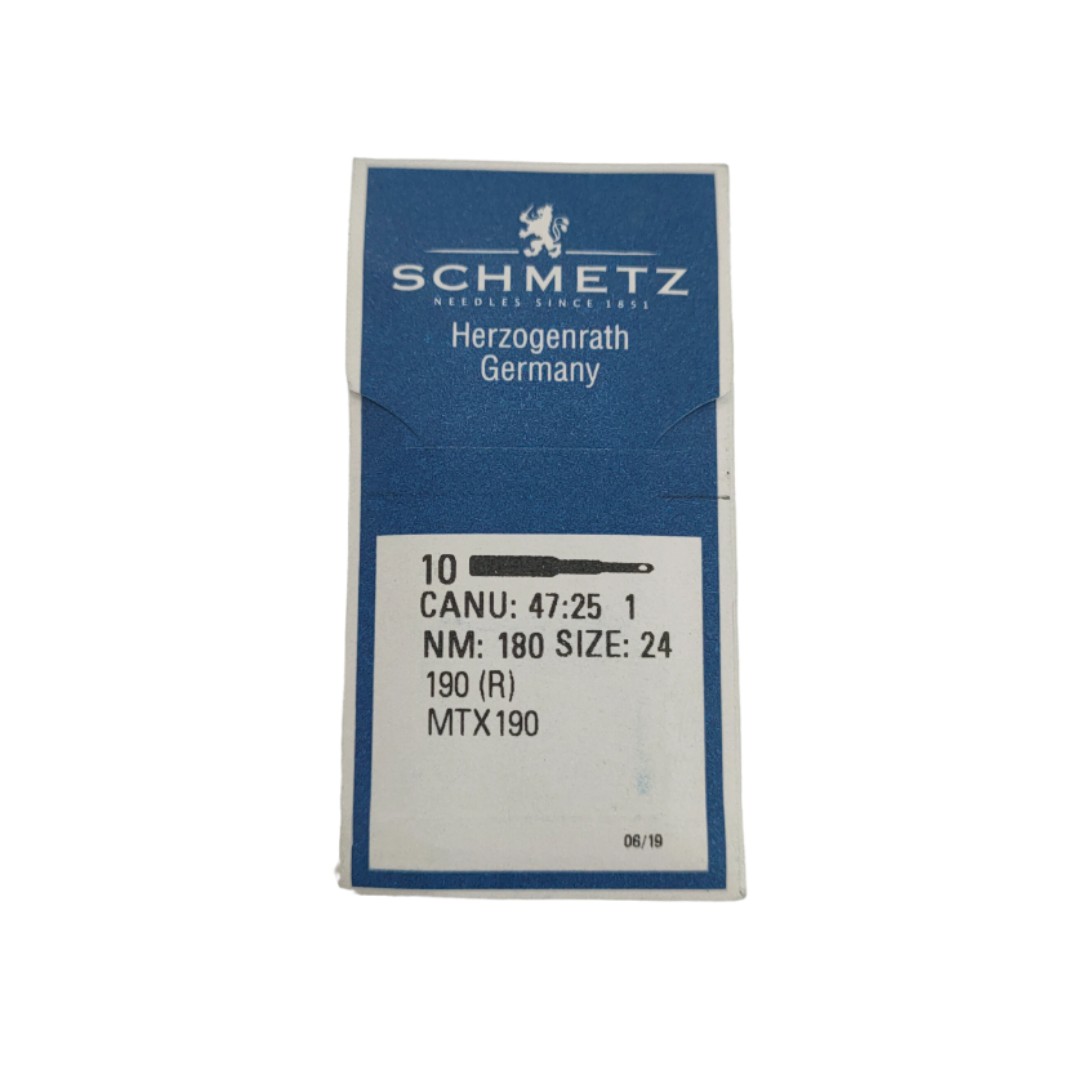 SCHMETZ
NEEDLES SINCE 1851
Herzogenrath
Germany
10
CANU: 47:25 1
NM: 180 SIZE: 24
190 (R)
MTX190
06/19